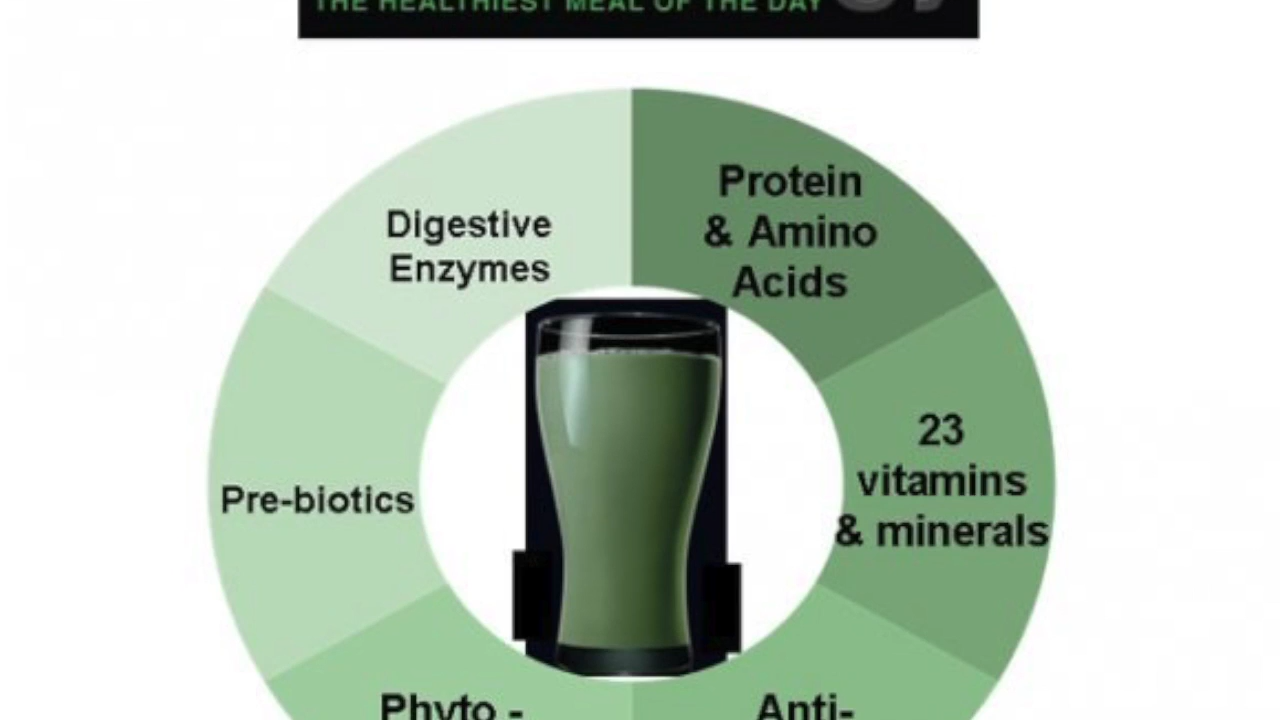 THE HEALTHIEST MEAL OF THE DAY
Digestive
Enzymes
Protein
& Amino
Acids
23
vitamins
& minerals
Pre-biotics
Phyto -
Anti-